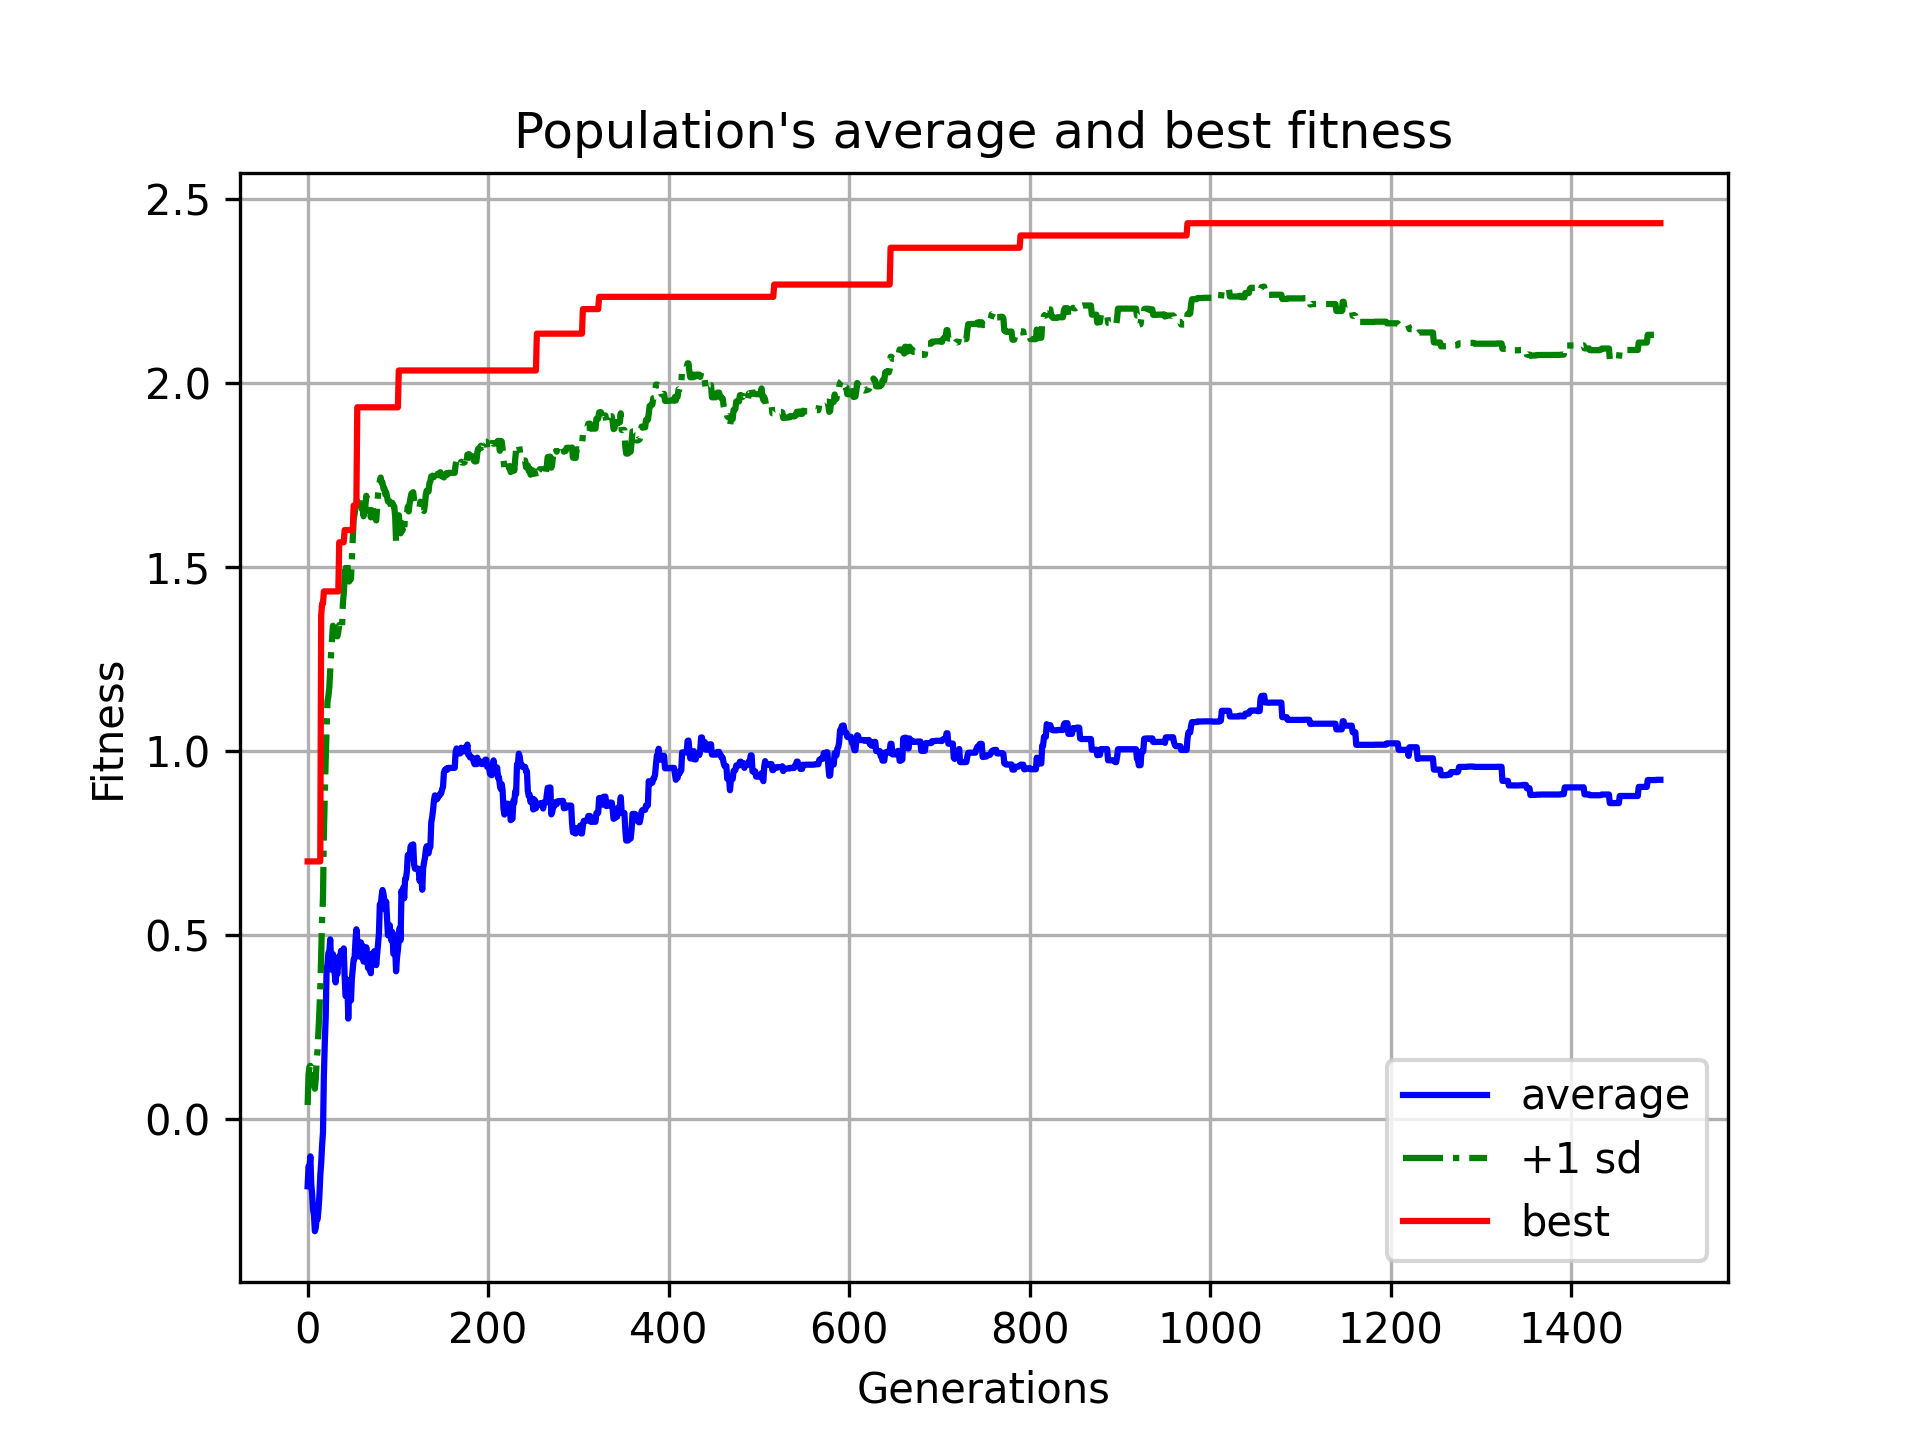 Population's average and best fitness
2.5
2.0
1.5
1.0
0.5
0.0
Fitness
average
+1 sd
best
0 200 400 600 800 1000 1200 1400
Generations